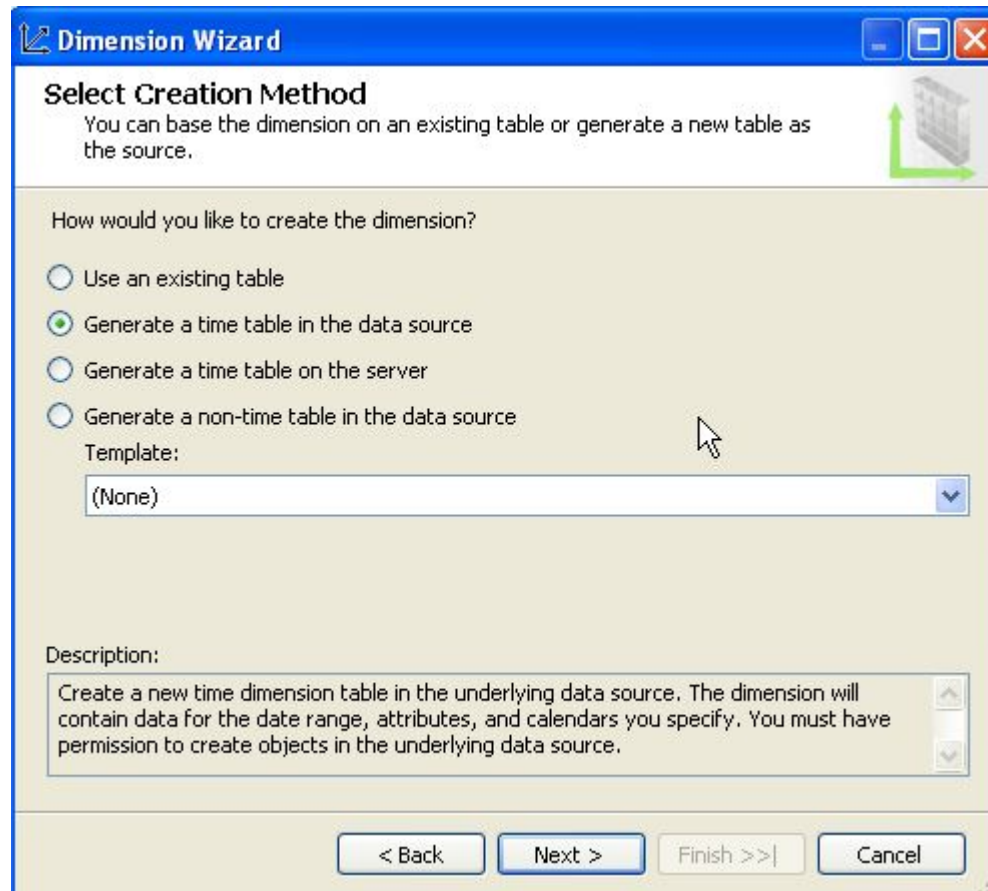 Dimension Wizard
Select Creation Method
You can base the dimension on an existing table or generate a new table as
the source.
How would you like to create the dimension?
Use an existing table
Generate a time table in the data source
Generate a time table on the server
Generate a non-time table in the data source
Template:
(None)
Description:
Create a new time dimension table in the underlying data source. The dimension will
contain data for the date range, attributes, and calendars you specify. You must have
permission to create objects in the underlying data source.
< Back Next > Finish >>| Cancel